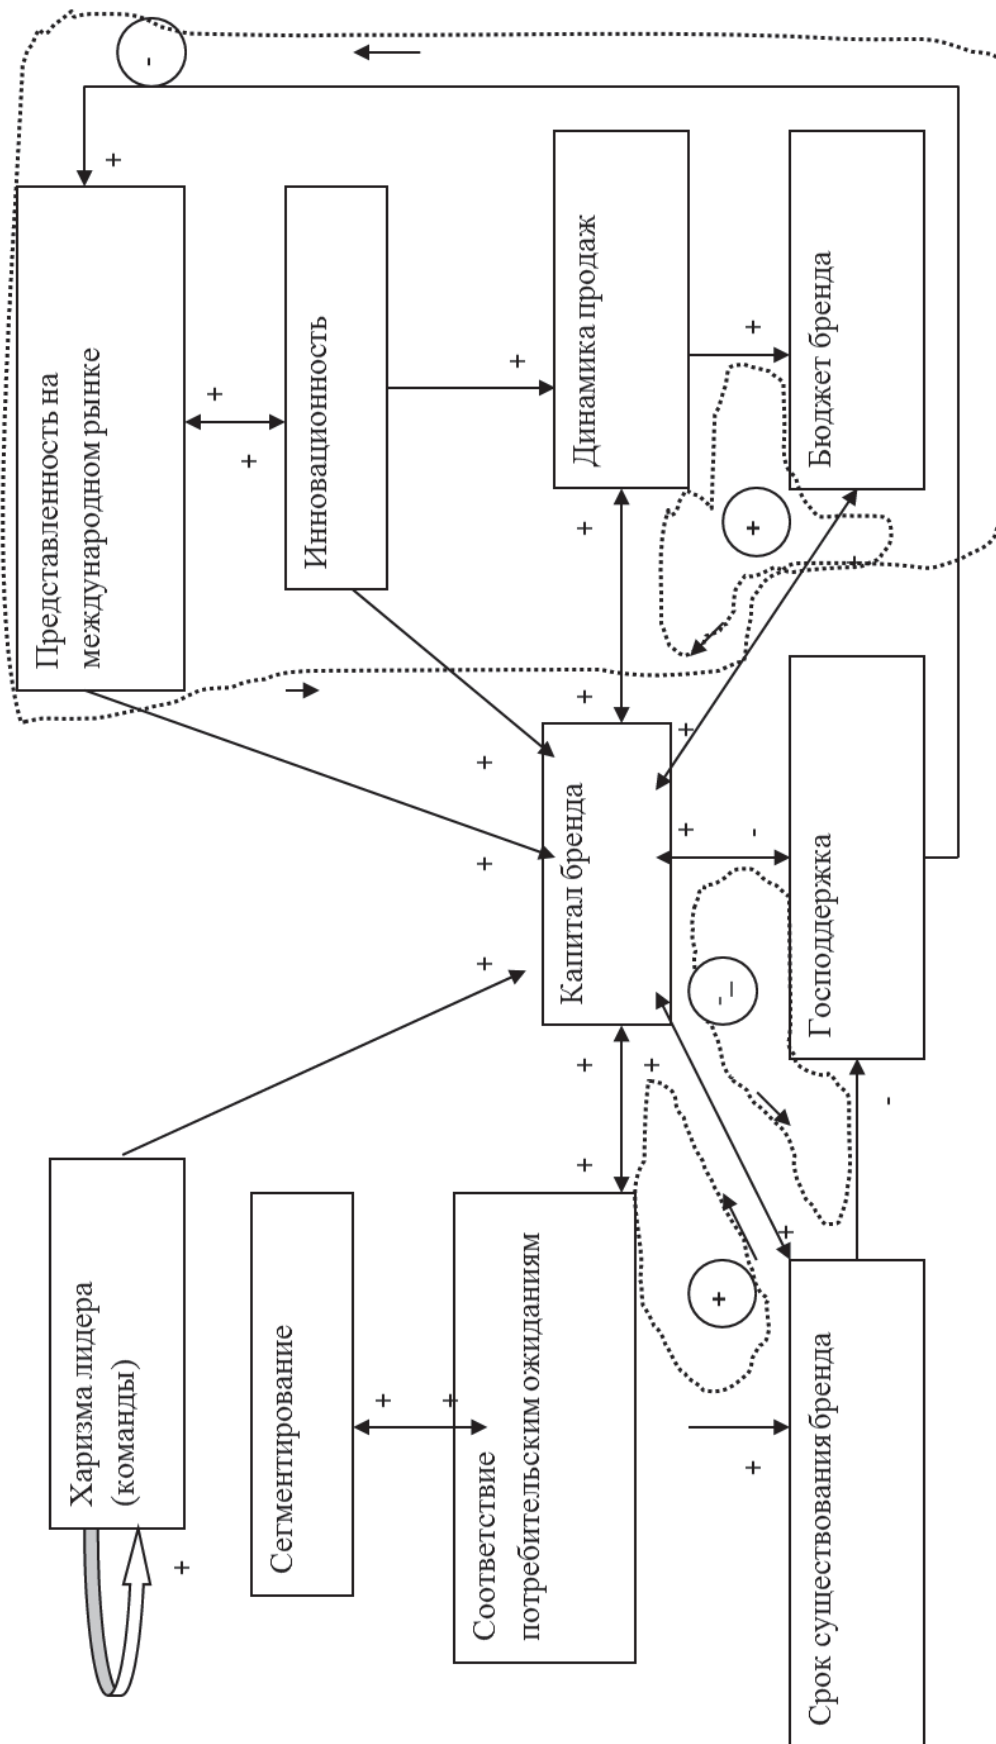 Харизма лидера
(команды)
+
Представленность на
международном рынке
+
-
+
+
Сегментирование
Инновационность
+
+
+
+
+
+
Соответствие
потребительским ожиданиям
+
+
Капитал бренда
+
+
Динамика продаж
+
+
+
+
- –
+
-
+
+
+
Срок существования бренда
-
Господдержка
+
Бюджет бренда